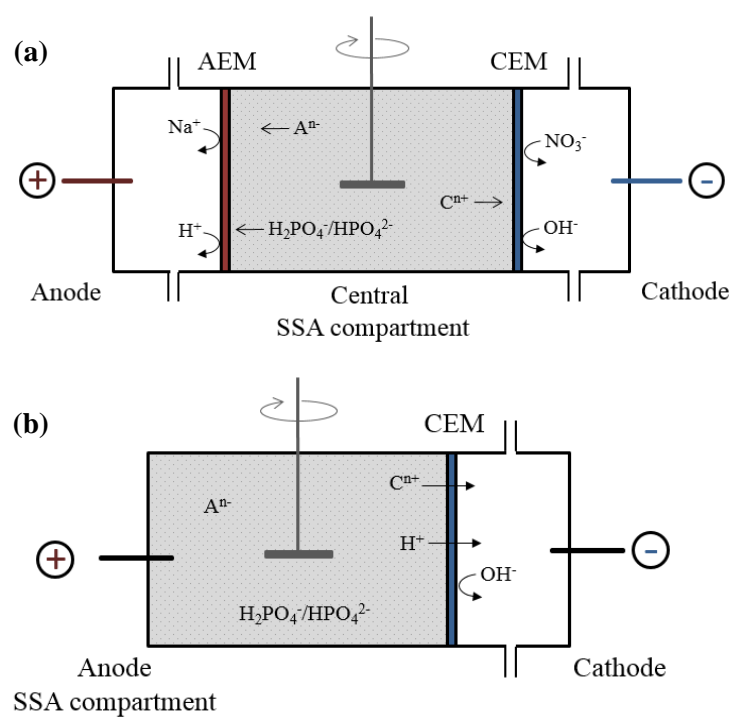 (a)
AEM
CEM
Na⁺
Aⁿ⁻
NO₃⁻
+
-
Cⁿ⁺
H⁺
H₂PO₄⁻/HPO₄²⁻
OH⁻
Anode
Central
SSA compartment
Cathode
(b)
CEM
Aⁿ⁻
Cⁿ⁺
H⁺
+
-
OH⁻
H₂PO₄⁻/HPO₄²⁻
Anode
SSA compartment
Cathode